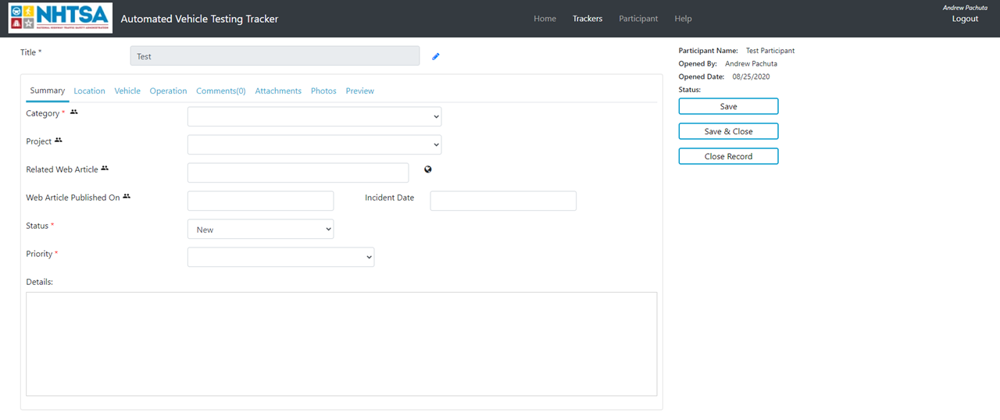 NHTSA
NATIONAL HIGHWAY TRAFFIC SAFETY ADMINISTRATION
Automated Vehicle Testing Tracker
Home Trackers Participant Help
Andrew Pachuta
Logout
Title *
Test
Participant Name: Test Participant
Opened By: Andrew Pachuta
Opened Date: 08/25/2020
Status:
Save
Save & Close
Close Record
Summary Location Vehicle Operation Comments(0) Attachments Photos Preview
Category *
Project
Related Web Article
Web Article Published On Incident Date
Status * New
Priority *
Details: